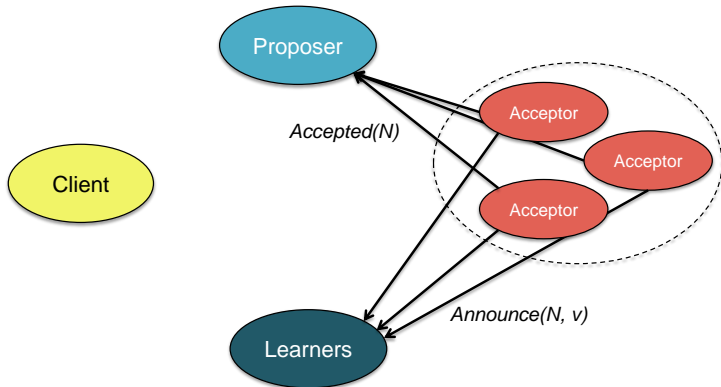 Proposer
Acceptor
Accepted(N)
Acceptor
Client
Acceptor
Announce(N, v)
Learners